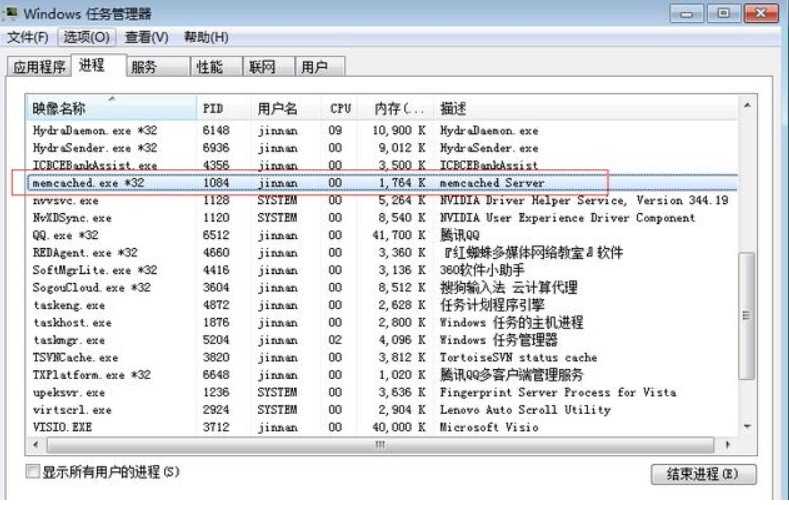 Windows 任务管理器
文件(F) 选项(O) 查看(V) 帮助(H)
应用程序 进程 服务 性能 联网 用户
映像名称 PID 用户名 CPU 内存(... 描述
HydraDaemon.exe *32 6148 jinnan 09 10,900 K HydraDaemon.exe
HydraSender.exe *32 6936 jinnan 00 9,012 K HydraSender.exe
ICBCEBankAssist.exe 4356 jinnan 00 3,500 K ICBCEBankAssist
memcached.exe *32 1084 jinnan 00 1,764 K memcached Server
nvvsvc.exe 1128 SYSTEM 00 5,264 K NVIDIA Driver Helper Service, Version 344.19
NvXDSync.exe 1120 SYSTEM 00 8,540 K NVIDIA User Experience Driver Component
QQ.exe *32 6512 jinnan 00 41,700 K 腾讯QQ
REDAgent.exe *32 4660 jinnan 00 3,360 K 『红蜘蛛多媒体网络教室』软件
SoftMgrLite.exe *32 4416 jinnan 00 3,136 K 360软件小助手
SogouCloud.exe *32 3604 jinnan 00 8,512 K 搜狗输入法 云计算代理
taskeng.exe 4872 jinnan 00 2,628 K 任务计划程序引擎
taskhost.exe 1876 jinnan 00 2,800 K Windows 任务的主机进程
taskmgr.exe 5204 jinnan 02 4,096 K Windows 任务管理器
TSVNCache.exe 3820 jinnan 00 3,812 K TortoiseSVN status cache
TXPlatform.exe *32 6648 jinnan 00 1,020 K 腾讯QQ多客户端管理服务
upeksvr.exe 1236 SYSTEM 00 3,636 K Fingerprint Server Process for Vista
virtscrl.exe 2924 SYSTEM 00 2,904 K Lenovo Auto Scroll Utility
VISIO.EXE 3712 jinnan 00 40,000 K Microsoft Visio
显示所有用户的进程(S) 结束进程(E)